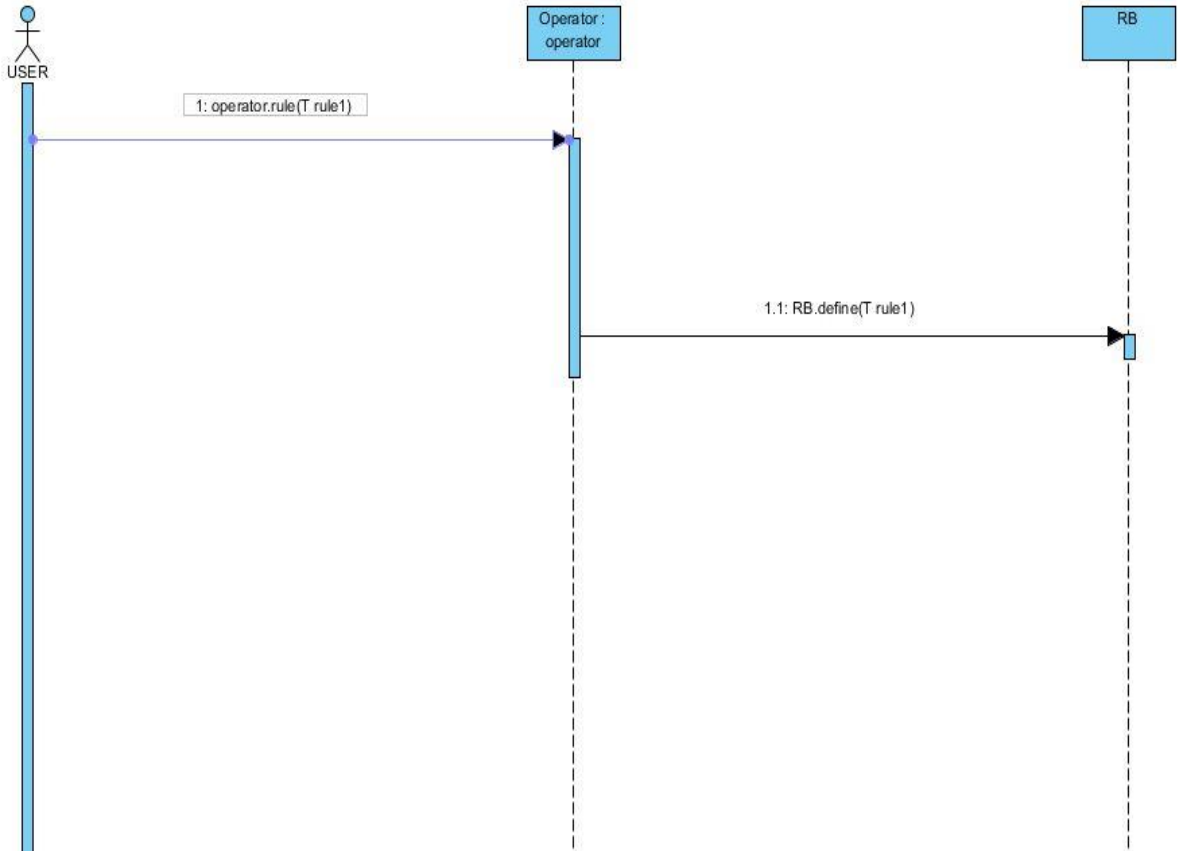 USER
Operator :
operator
RB
1: operator.rule(T rule1)
1.1: RB.define(T rule1)